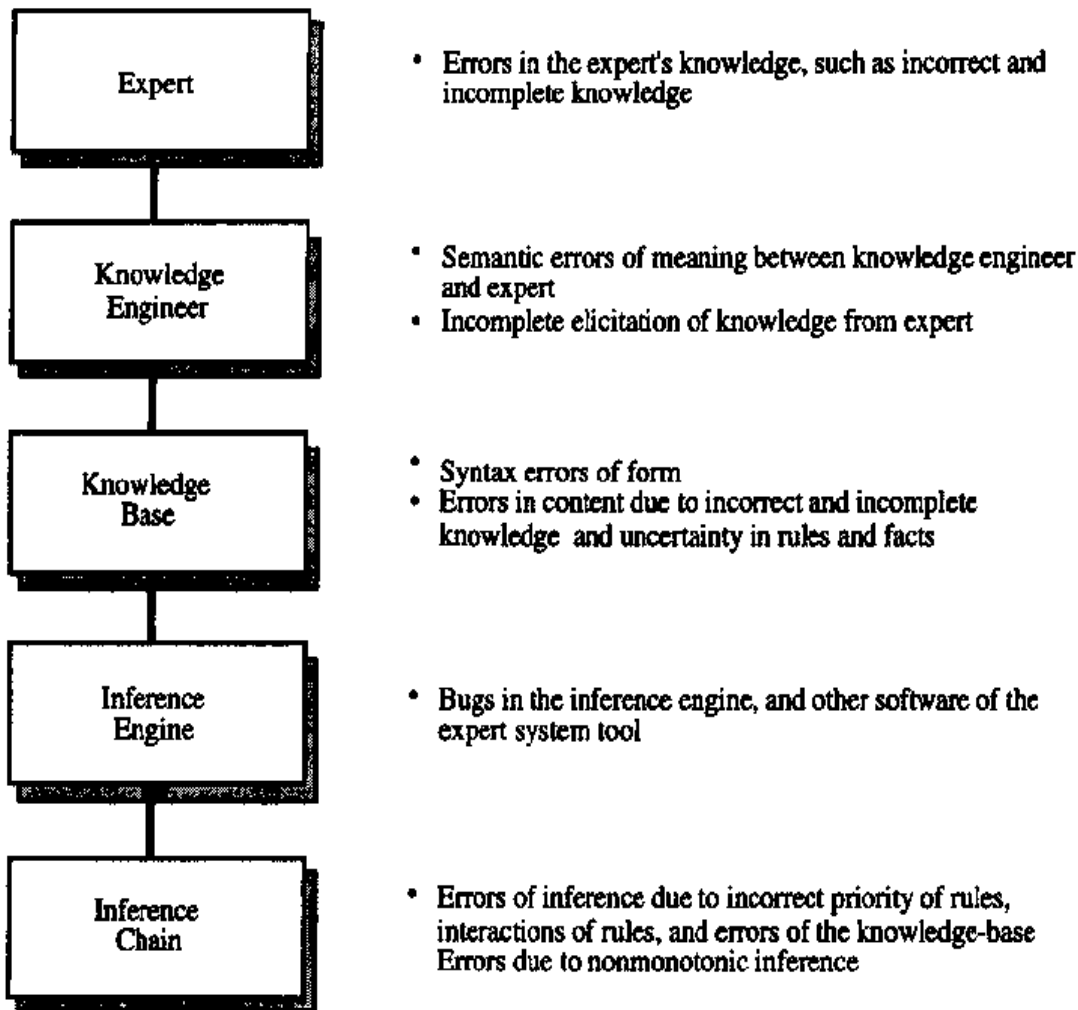 Expert
• Errors in the expert's knowledge, such as incorrect and
incomplete knowledge
Knowledge
Engineer
• Semantic errors of meaning between knowledge engineer
and expert
• Incomplete elicitation of knowledge from expert
Knowledge
Base
• Syntax errors of form
• Errors in content due to incorrect and incomplete
knowledge and uncertainty in rules and facts
Inference
Engine
• Bugs in the inference engine, and other software of the
expert system tool
Inference
Chain
• Errors of inference due to incorrect priority of rules,
interactions of rules, and errors of the knowledge-base
Errors due to nonmonotonic inference